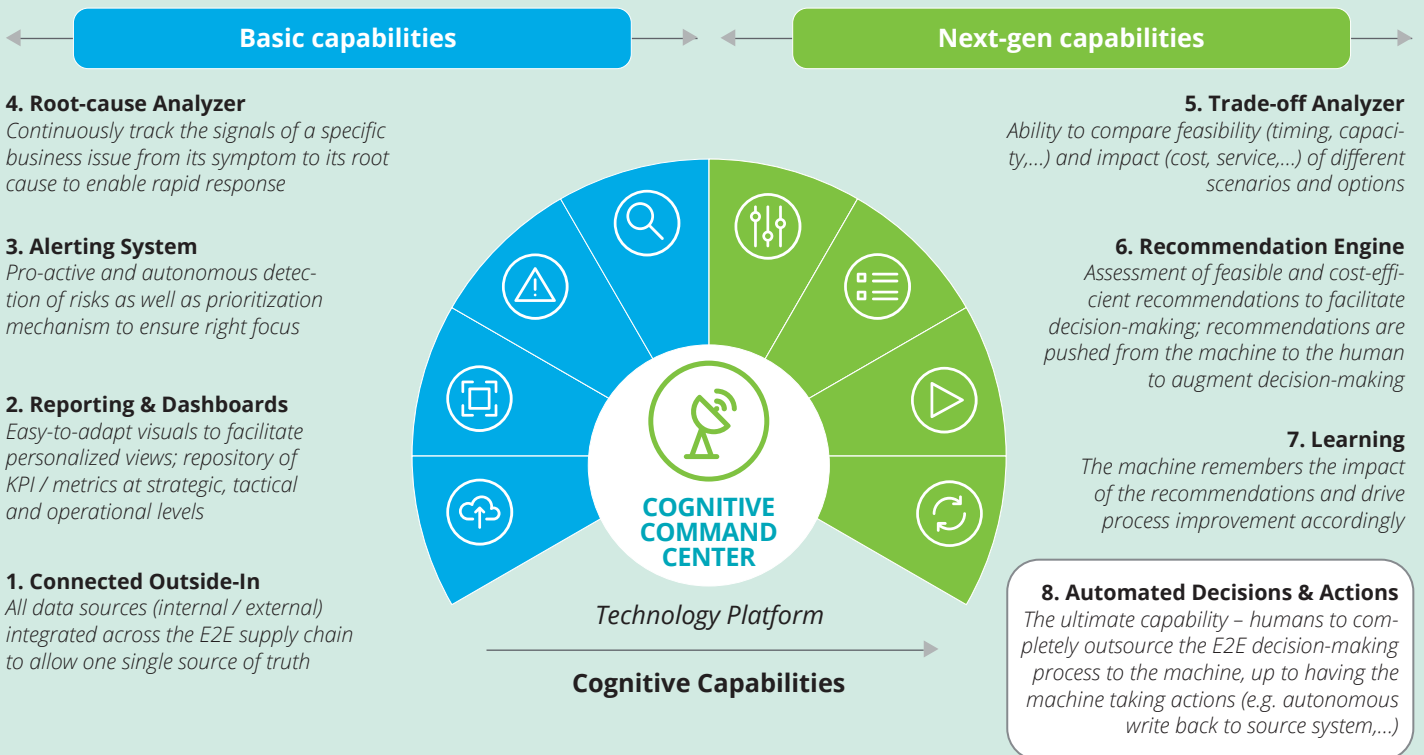 Basic capabilities
Next-gen capabilities
4. Root-cause Analyzer
Continuously track the signals of a specific
business issue from its symptom to its root
cause to enable rapid response
3. Alerting System
Pro-active and autonomous detec-
tion of risks as well as prioritization
mechanism to ensure right focus
2. Reporting & Dashboards
Easy-to-adapt visuals to facilitate
personalized views; repository of
KPI / metrics at strategic, tactical
and operational levels
1. Connected Outside-In
All data sources (internal / external)
integrated across the E2E supply chain
to allow one single source of truth
COGNITIVE
COMMAND
CENTER
Technology Platform
Cognitive Capabilities
5. Trade-off Analyzer
Ability to compare feasibility (timing, capaci-
ty,...) and impact (cost, service,...) of different
scenarios and options
6. Recommendation Engine
Assessment of feasible and cost-effi-
cient recommendations to facilitate
decision-making; recommendations are
pushed from the machine to the human
to augment decision-making
7. Learning
The machine remembers the impact
of the recommendations and drive
process improvement accordingly
8. Automated Decisions & Actions
The ultimate capability – humans to com-
pletely outsource the E2E decision-making
process to the machine, up to having the
machine taking actions (e.g. autonomous
write back to source system,...)